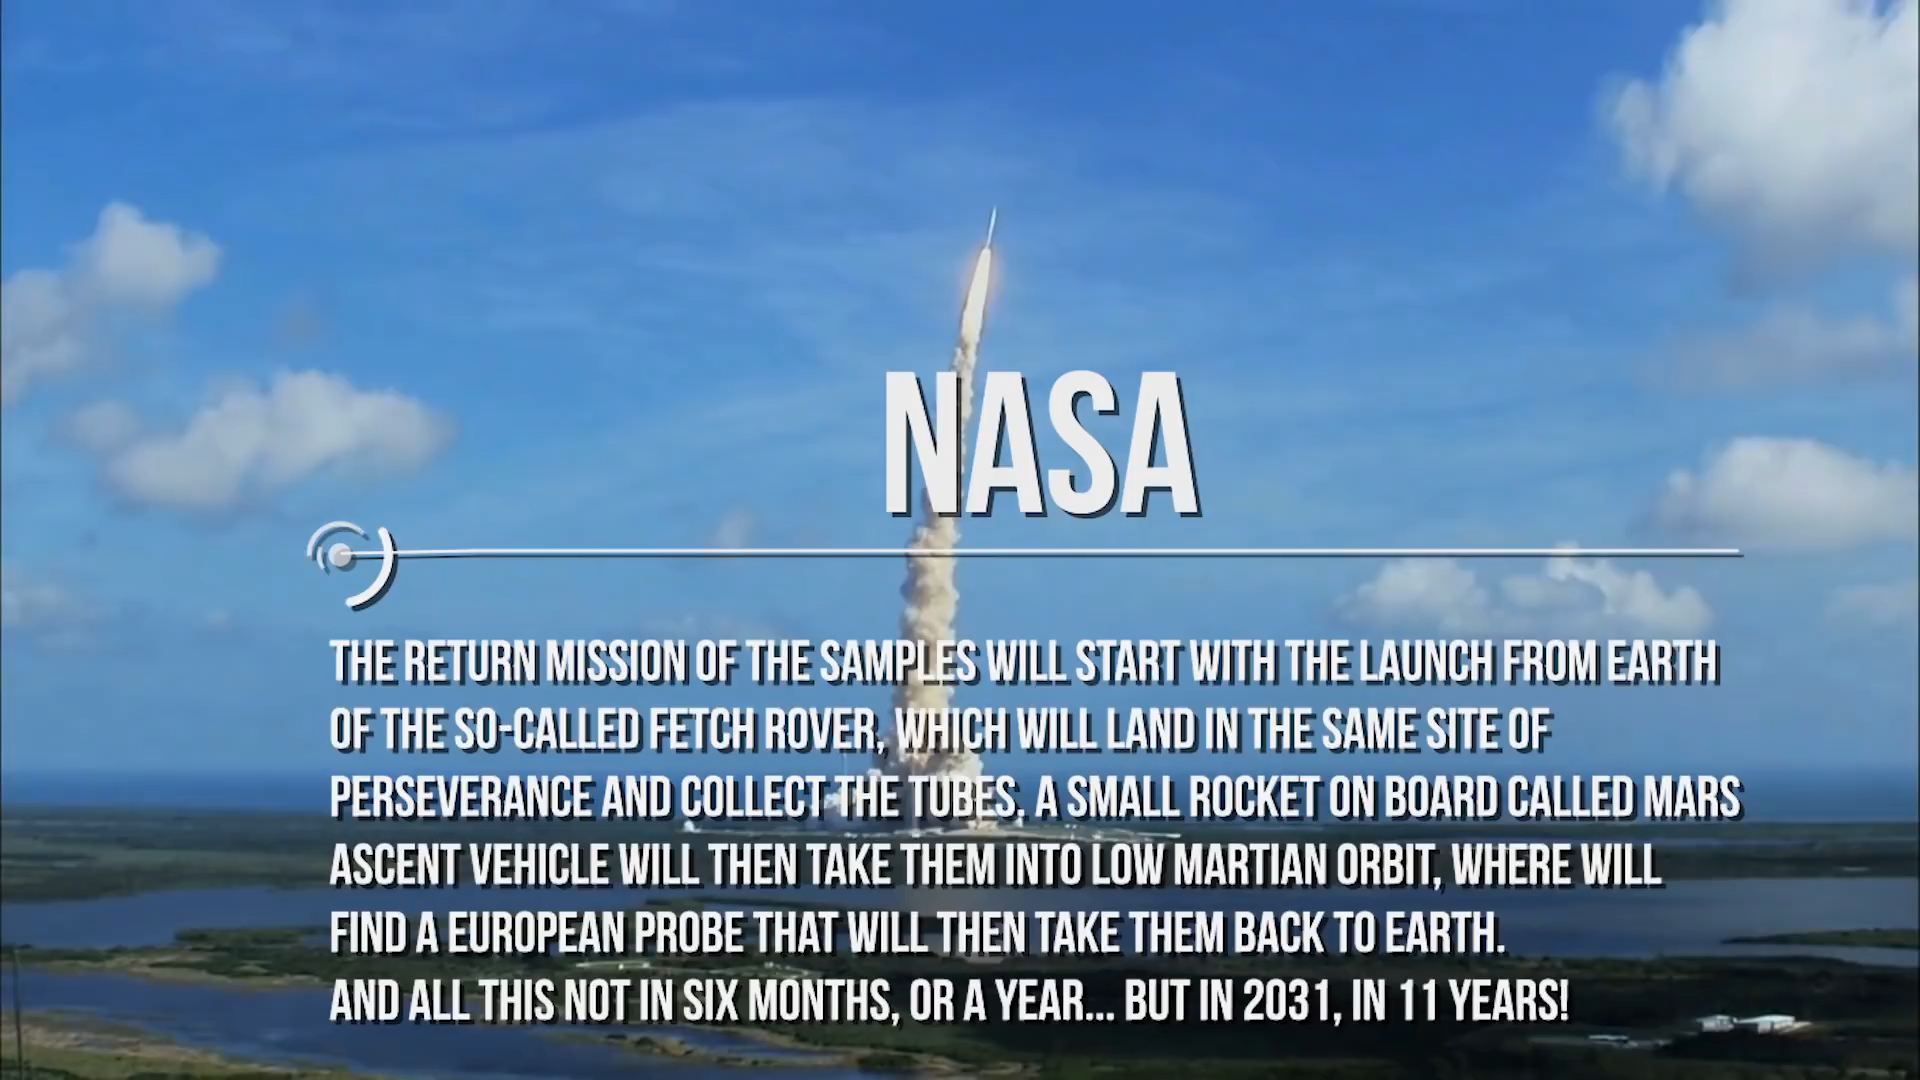 NASA
THE RETURN MISSION OF THE SAMPLES WILL START WITH THE LAUNCH FROM EARTH
OF THE SO-CALLED FETCH ROVER, WHICH WILL LAND IN THE SAME SITE OF
PERSEVERANCE AND COLLECT THE TUBES. A SMALL ROCKET ON BOARD CALLED MARS
ASCENT VEHICLE WILL THEN TAKE THEM INTO LOW MARTIAN ORBIT, WHERE WILL
FIND A EUROPEAN PROBE THAT WILL THEN TAKE THEM BACK TO EARTH.
AND ALL THIS NOT IN SIX MONTHS, OR A YEAR... BUT IN 2031, IN 11 YEARS!